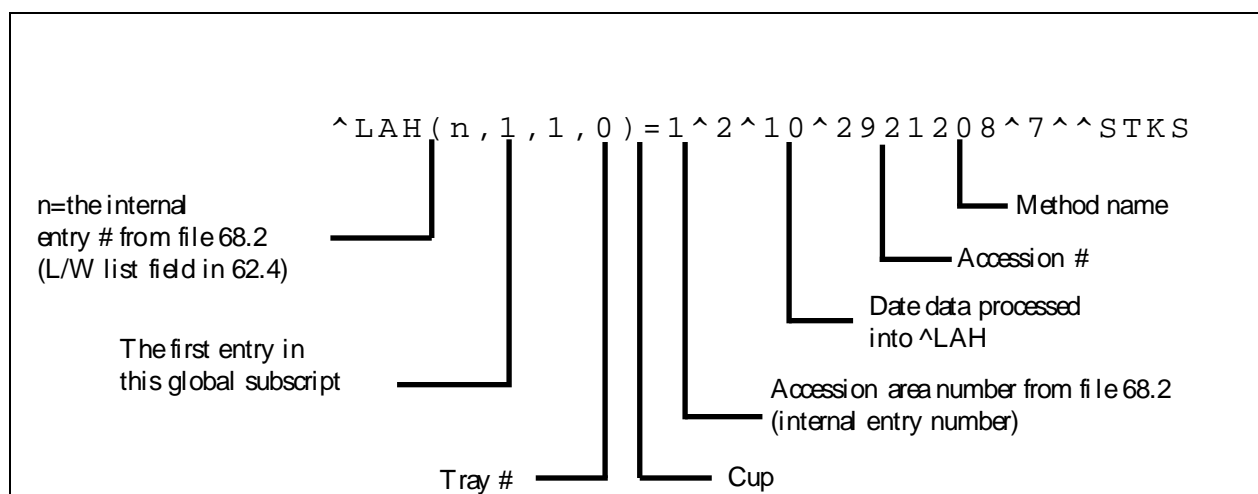 ^LAH(n,1,1,0)=1^2^10^2921208^7^^STKS
n=the internal
entry # from file 68.2
(L/W list field in 62.4)
Method name
Accession #
Date data processed
into ^LAH
The first entry in
this global subscript
Accession area number from file 68.2
(internal entry number)
Tray #
Cup